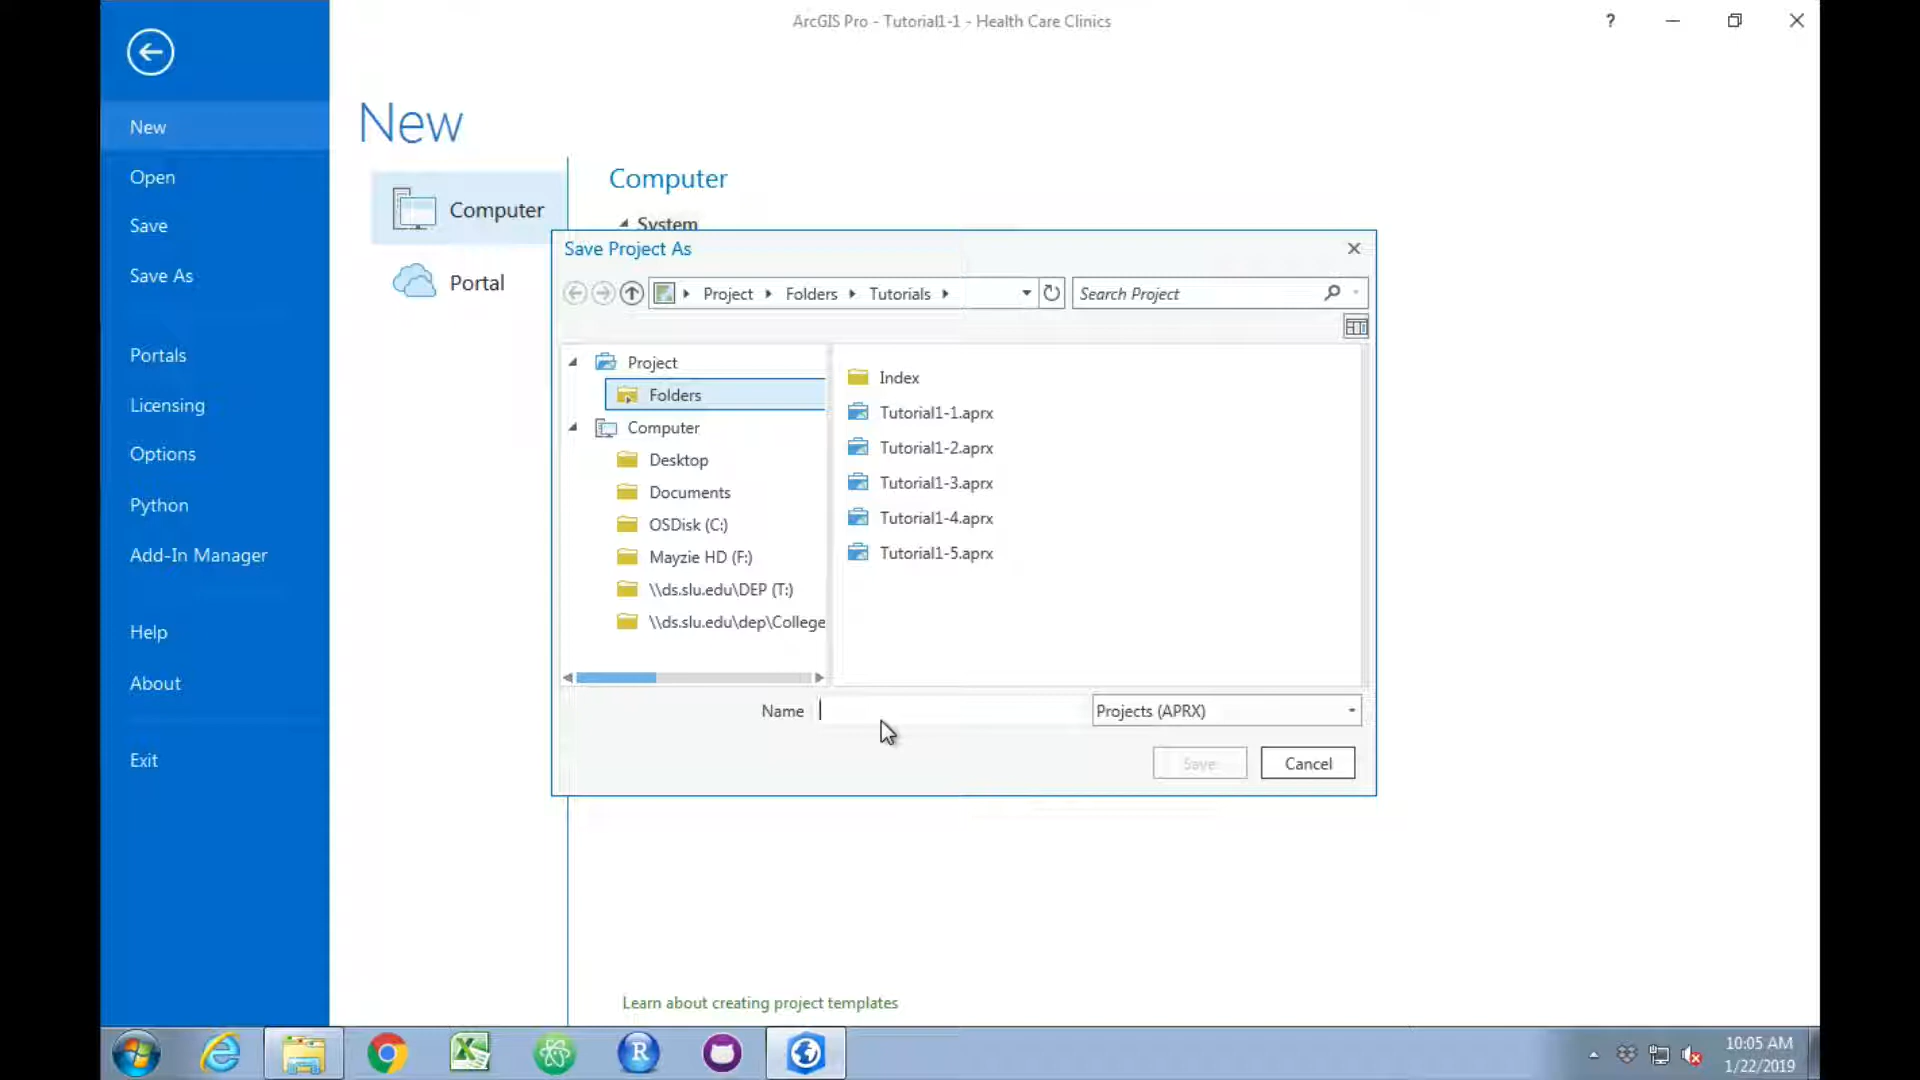 ArcGIS Pro - Tutorial1-1 - Health Care Clinics
?
New
Open
Save
Save As
Portals
Licensing
Options
Python
Add-In Manager
Help
About
Exit
New
Computer
Portal
Computer
System
Save Project As
Project
Folders
Tutorials
Search Project
Project
Folders
Computer
Desktop
Documents
OSDisk (C:)
Mayzie HD (F:)
\\ds.slu.edu\DEP (T:)
\\ds.slu.edu\dep\College
Index
Tutorial1-1.aprx
Tutorial1-2.aprx
Tutorial1-3.aprx
Tutorial1-4.aprx
Tutorial1-5.aprx
Name
Projects (APRX)
Save
Cancel
Learn about creating project templates
R
10:05 AM
1/22/2019